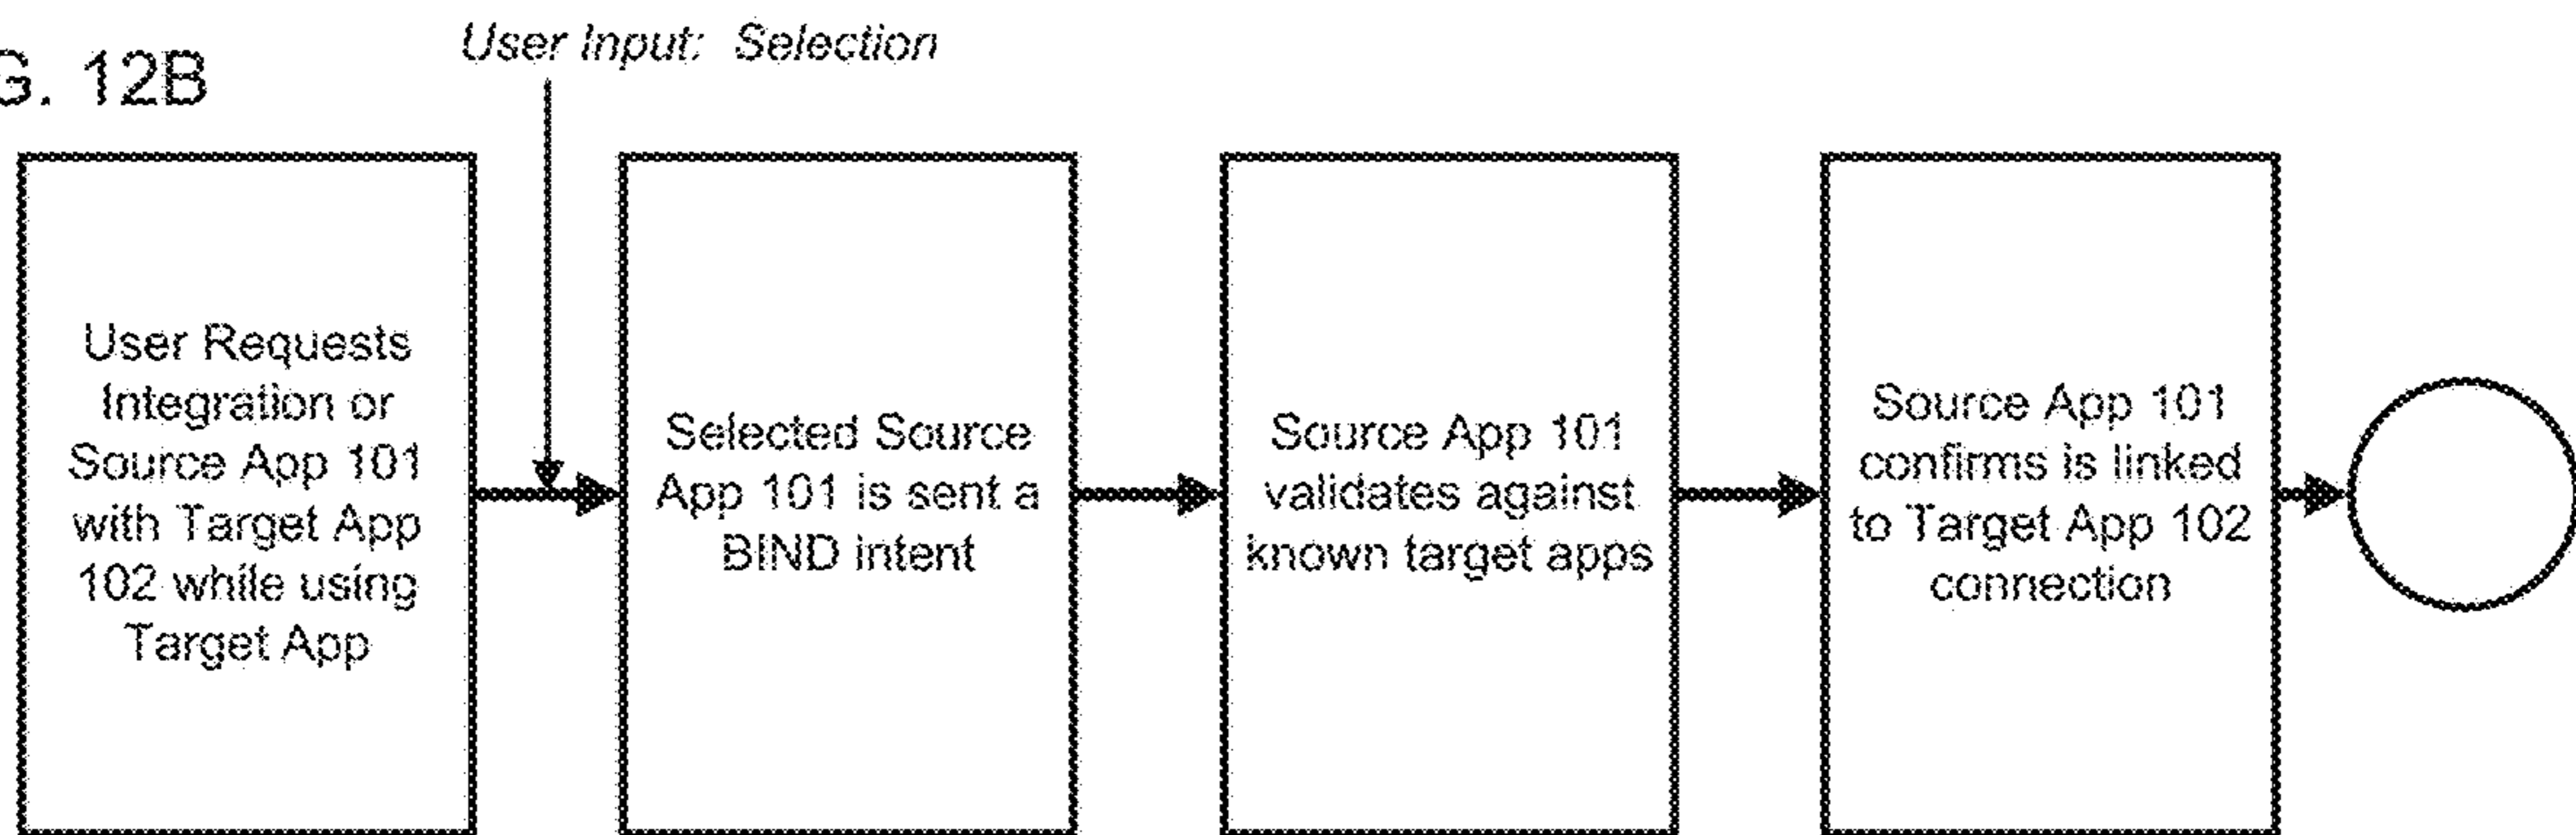 User Input: Selection
G. 12B
User Requests
Integration or
Source App 101
with Target App
102 while using
Target App
Selected Source
App 101 is sent a
BIND intent
Source App 101
validates against
known target apps
Source App 101
confirms is linked
to Target App 102
connection